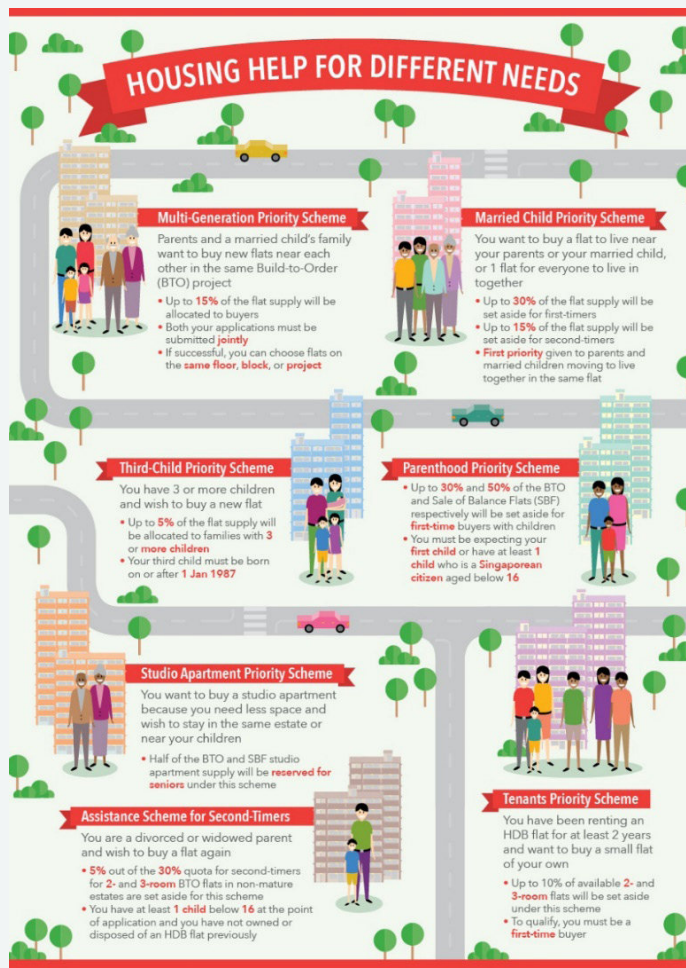 HOUSING HELP FOR DIFFERENT NEEDS
Multi-Generation Priority Scheme
Parents and a married child's family
want to buy new flats near each
other in the same Build-to-Order
(BTO) project
• Up to 15% of the flat supply will be
allocated to buyers
• Both your applications must be
submitted jointly
• If successful, you can choose flats on
the same floor, block, or project
Married Child Priority Scheme
You want to buy a flat to live near
your parents or your married child,
or 1 flat for everyone to live in
together
• Up to 30% of the flat supply will be
set aside for first-timers
• Up to 15% of the flat supply will be
set aside for second-timers
• First priority given to parents and
married children moving to live
together in the same flat
Third-Child Priority Scheme
You have 3 or more children
and wish to buy a new flat
• Up to 5% of the flat supply will
be allocated to families with 3
or more children
• Your third child must be born
on or after 1 Jan 1987
Parenthood Priority Scheme
• Up to 30% and 50% of the BTO
and Sale of Balance Flats (SBF)
respectively will be set aside for
first-time buyers with children
• You must be expecting your
first child or have at least 1
child who is a Singaporean
citizen aged below 16
Studio Apartment Priority Scheme
You want to buy a studio apartment
because you need less space and
wish to stay in the same estate or
near your children
• Half of the BTO and SBF studio
apartment supply will be reserved for
seniors under this scheme
Assistance Scheme for Second-Timers
You are a divorced or widowed parent
and wish to buy a flat again
• 5% out of the 30% quota for second-timers
for 2- and 3-room BTO flats in non-mature
estates are set aside for this scheme
• You have at least 1 child below 16 at the point
of application and you have not owned or
disposed of an HDB flat previously
Tenants Priority Scheme
You have been renting an
HDB flat for at least 2 years
and want to buy a small flat
of your own
• Up to 10% of available 2- and
3-room flats will be set aside
under this scheme
• To qualify, you must be a
first-time buyer